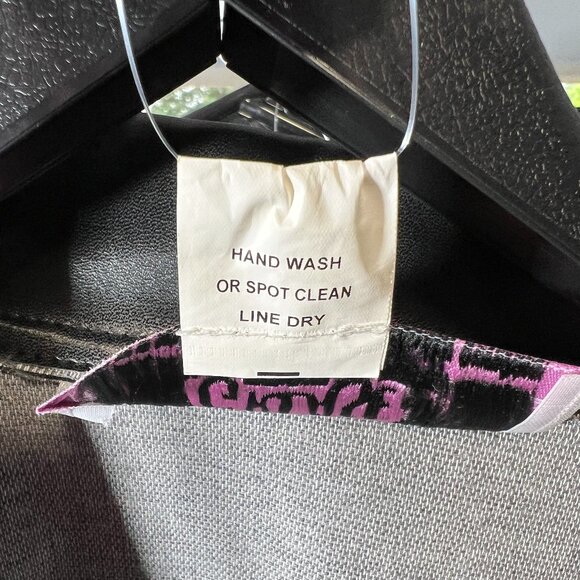 HAND WASH
OR SPOT CLEAN
LINE DRY